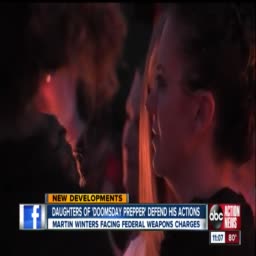 NEW DEVELOPMENTS
DAUGHTERS OF 'DOOMSDAY PREPPER' DEFEND HIS ACTIONS
MARTIN WINTERS FACING FEDERAL WEAPONS CHARGES
f
abc
ACTION
NEWS
11:07 80°